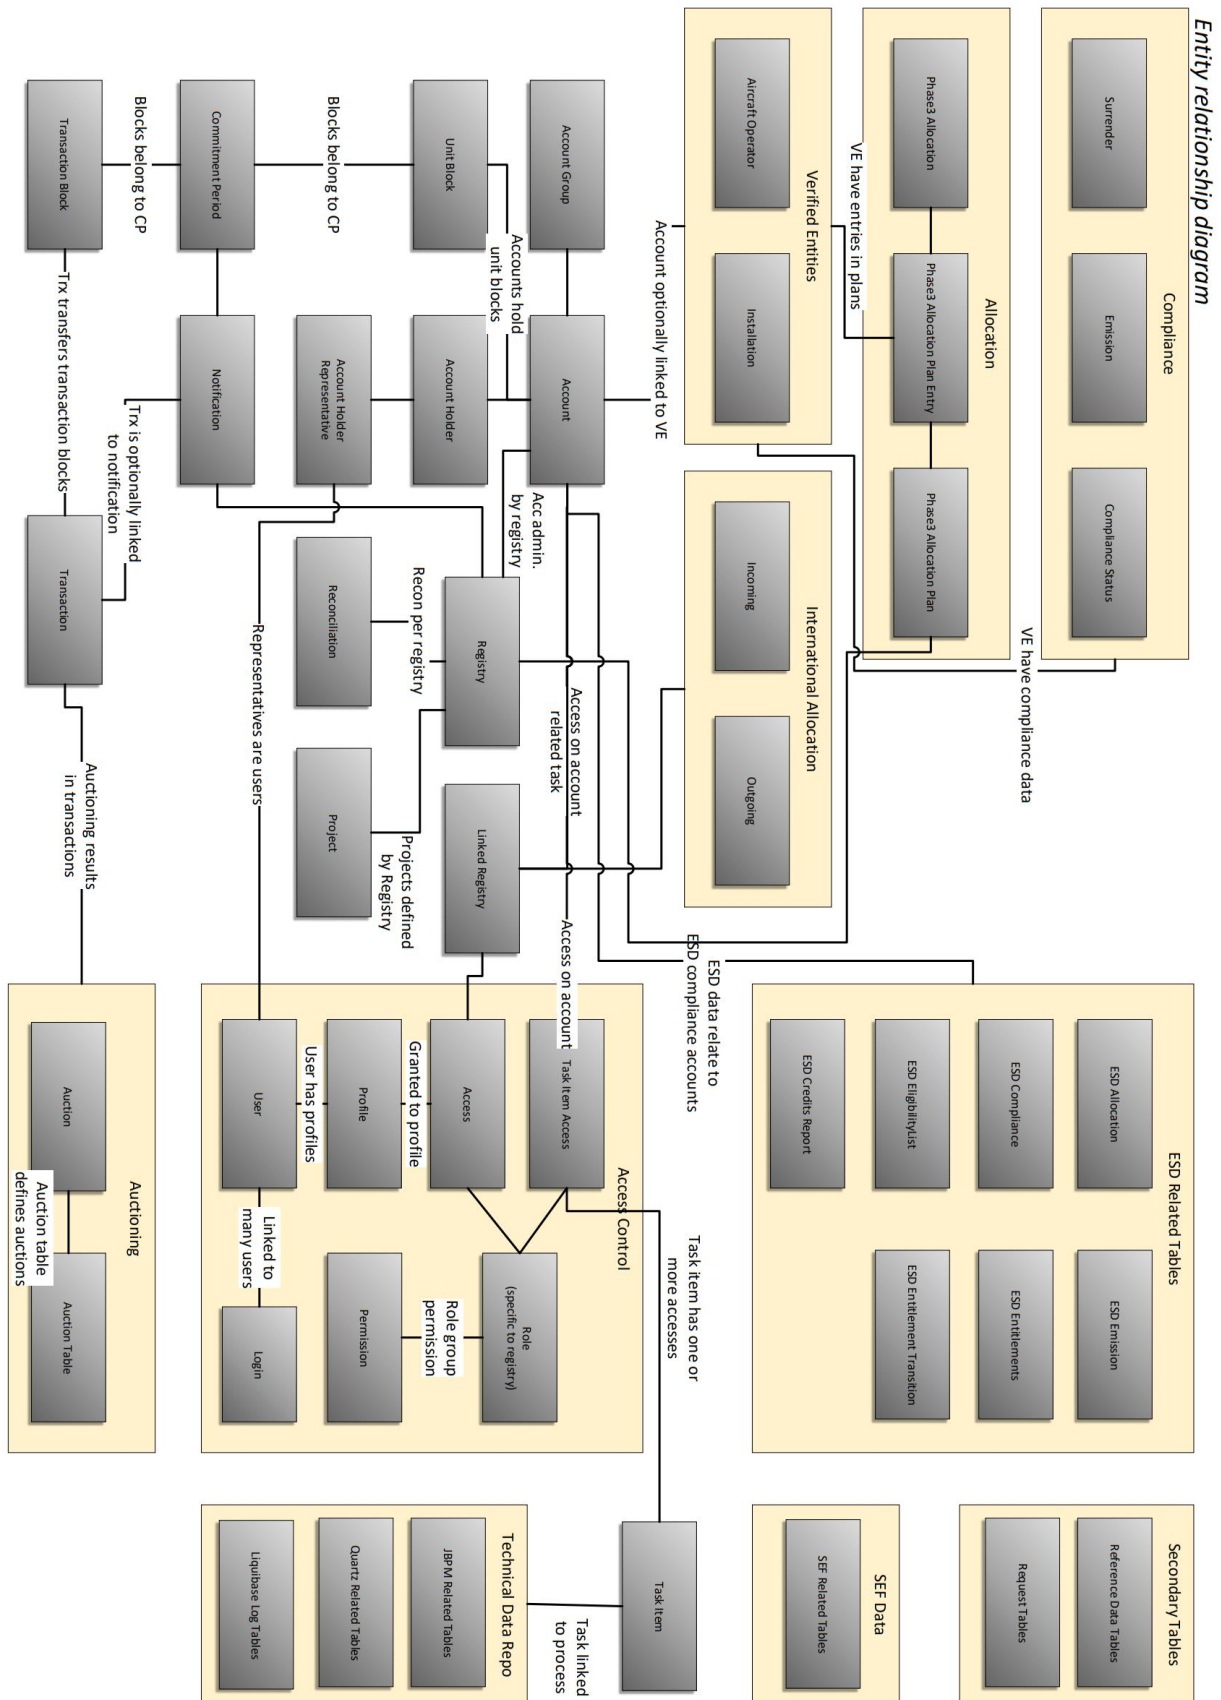 Entity relationship diagram
Compliance
Surrender
Emission
Compliance Status
VE have compliance data
Allocation
Phase3 Allocation
Phase3 Allocation Plan Entry
Phase3 Allocation Plan
VE have entries in plans
Verified Entities
Aircraft Operator
Installation
Account optionally linked to VE
International Allocation
Incoming
Outgoing
ESD Related Tables
ESD Allocation
ESD Emission
ESD Compliance
ESD Entitlements
ESD EligibilityList
ESD Entitlement Transition
ESD Credits Report
ESD data relate to
ESD compliance accounts
Secondary Tables
Reference Data Tables
Request Tables
SEF Data
SEF Related Tables
Account Group
Account
Accounts hold
unit blocks
Acc admin.
by registry
Access on account
related task
Access on account
Unit Block
Account Holder
Registry
Linked Registry
Blocks belong to CP
Account Holder
Representative
Recon per registry
Reconciliation
Projects defined
by Registry
Project
Representatives are users
Commitment Period
Notification
Blocks belong to CP
Trx is optionally linked
to notification
Transaction Block
Trx transfers transaction blocks
Transaction
Auctioning results
in transactions
Access Control
Task Item Access
Access
Role
(specific to registry)
Granted to profile
Role group
permission
Profile
Permission
User has profiles
User
Linked to
many users
Login
Task item has one or
more accesses
Task Item
Task linked
to process
Technical Data Repo
JBPM Related Tables
Quartz Related Tables
Liquibase Log Tables
Auctioning
Auction
Auction Table
Auction table
defines auctions